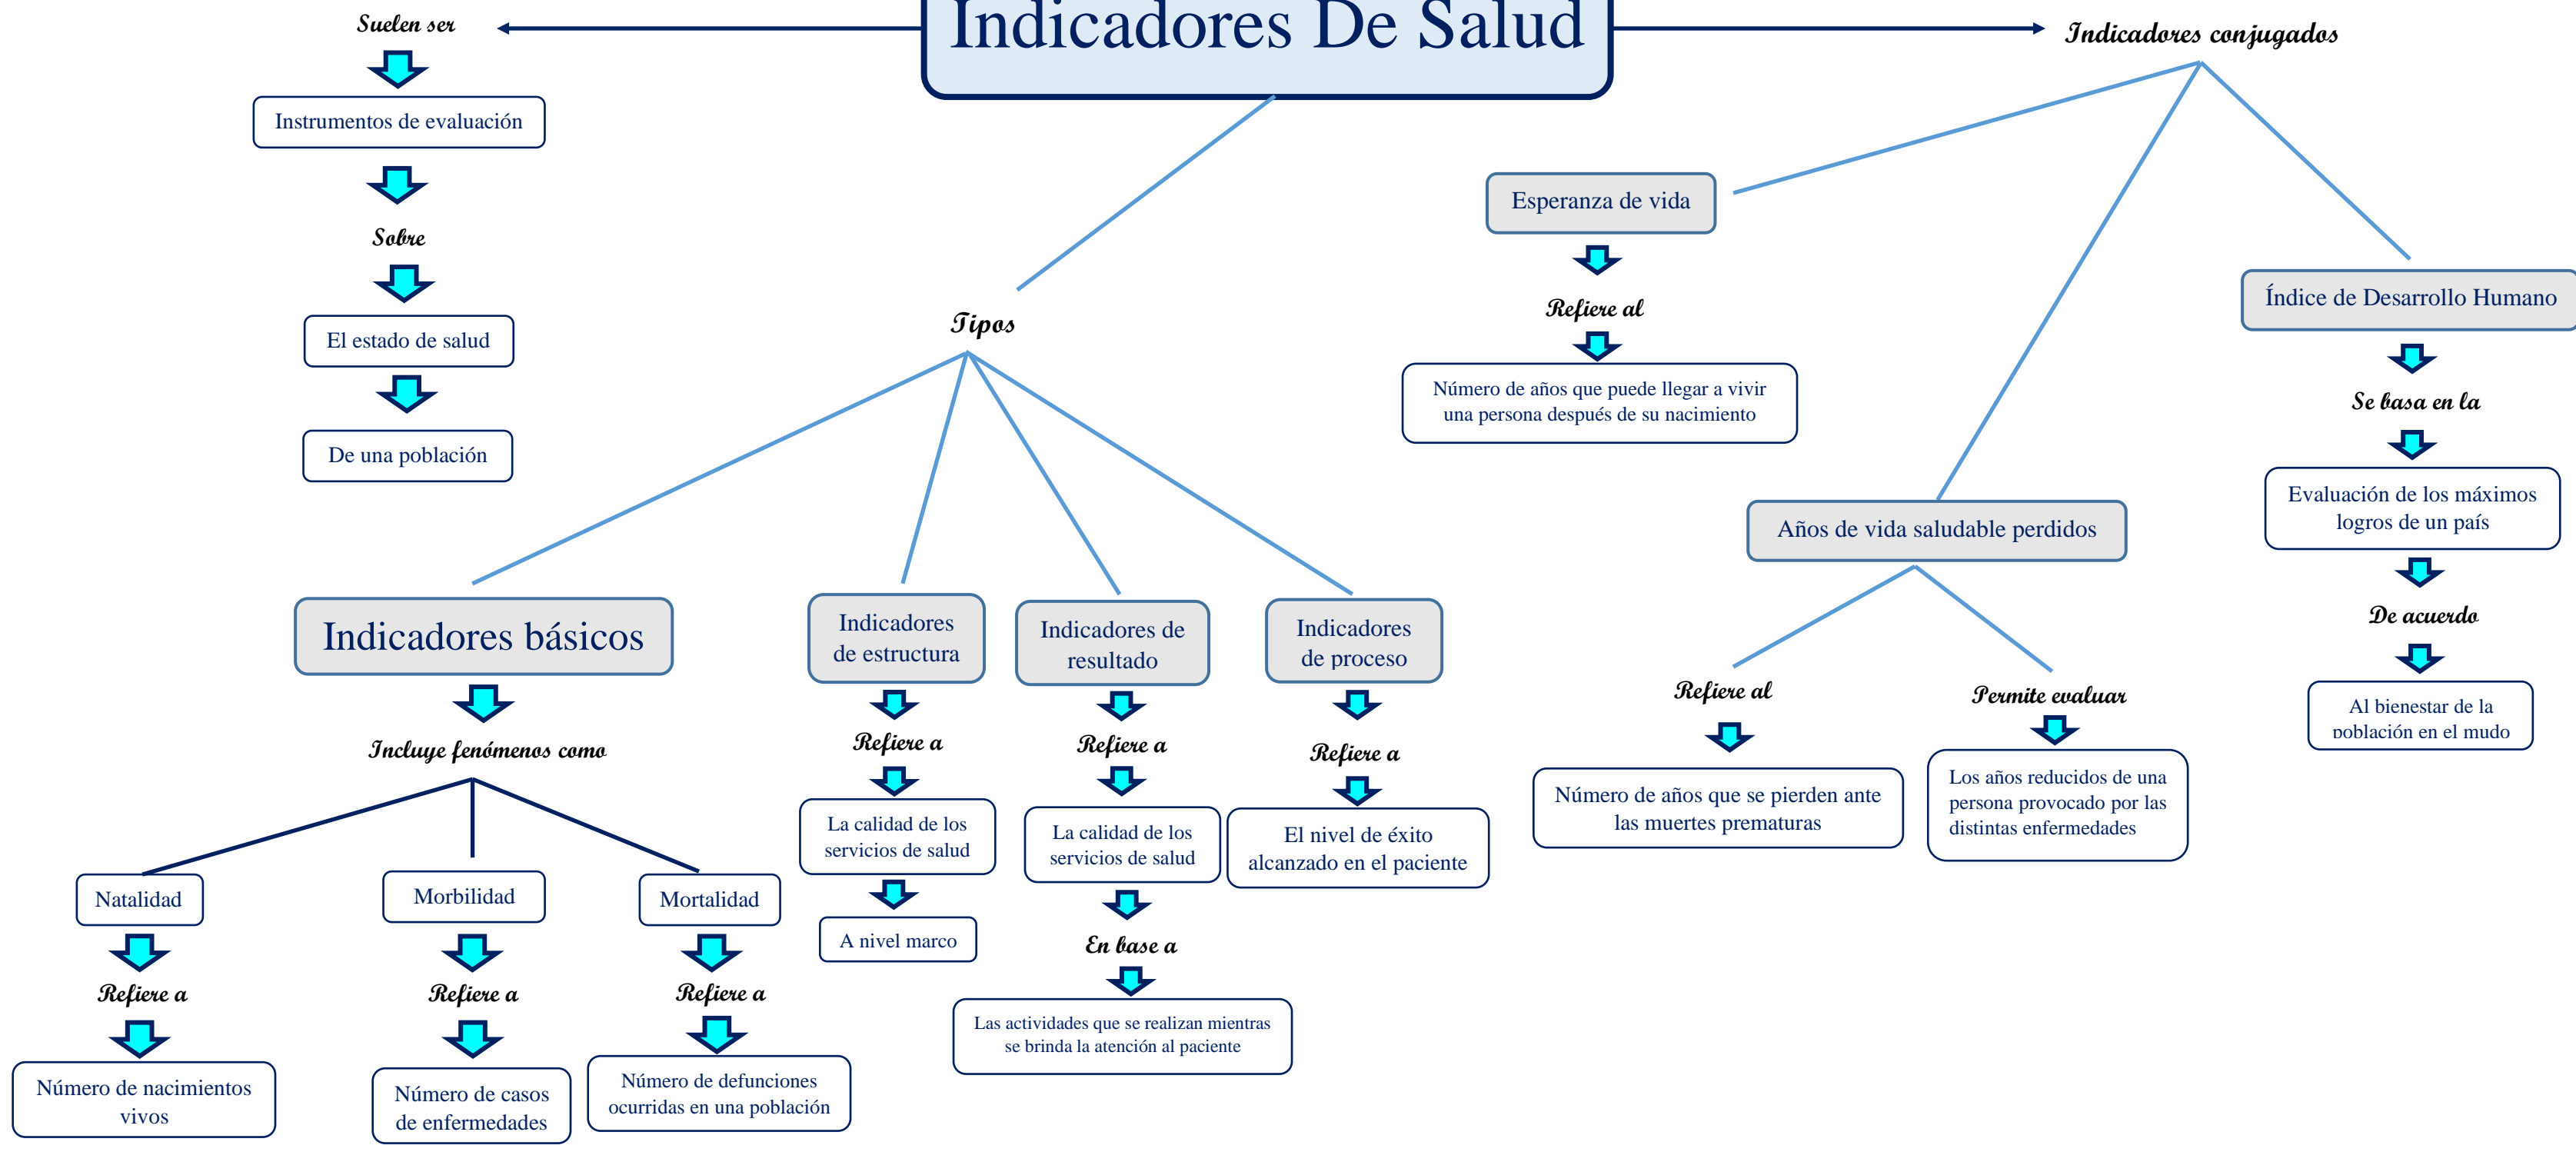 Indicadores De Salud
Suelen ser
Instrumentos de evaluación
Sobre
El estado de salud
De una población
Tipos
Indicadores básicos
Incluye fenómenos como
Natalidad
Refiere a
Número de nacimientos
vivos
Morbilidad
Refiere a
Número de casos
de enfermedades
Mortalidad
Refiere a
Número de defunciones
ocurridas en una población
Indicadores
de estructura
Refiere a
La calidad de los
servicios de salud
A nivel marco
Indicadores de
resultado
Refiere a
La calidad de los
servicios de salud
En base a
Las actividades que se realizan mientras
se brinda la atención al paciente
Indicadores
de proceso
Refiere a
El nivel de éxito
alcanzado en el paciente
Indicadores conjugados
Esperanza de vida
Refiere al
Número de años que puede llegar a vivir
una persona después de su nacimiento
Años de vida saludable perdidos
Refiere al
Número de años que se pierden ante
las muertes prematuras
Permite evaluar
Los años reducidos de una
persona provocado por las
distintas enfermedades
Índice de Desarrollo Humano
Se basa en la
Evaluación de los máximos
logros de un país
De acuerdo
Al bienestar de la
población en el mudo